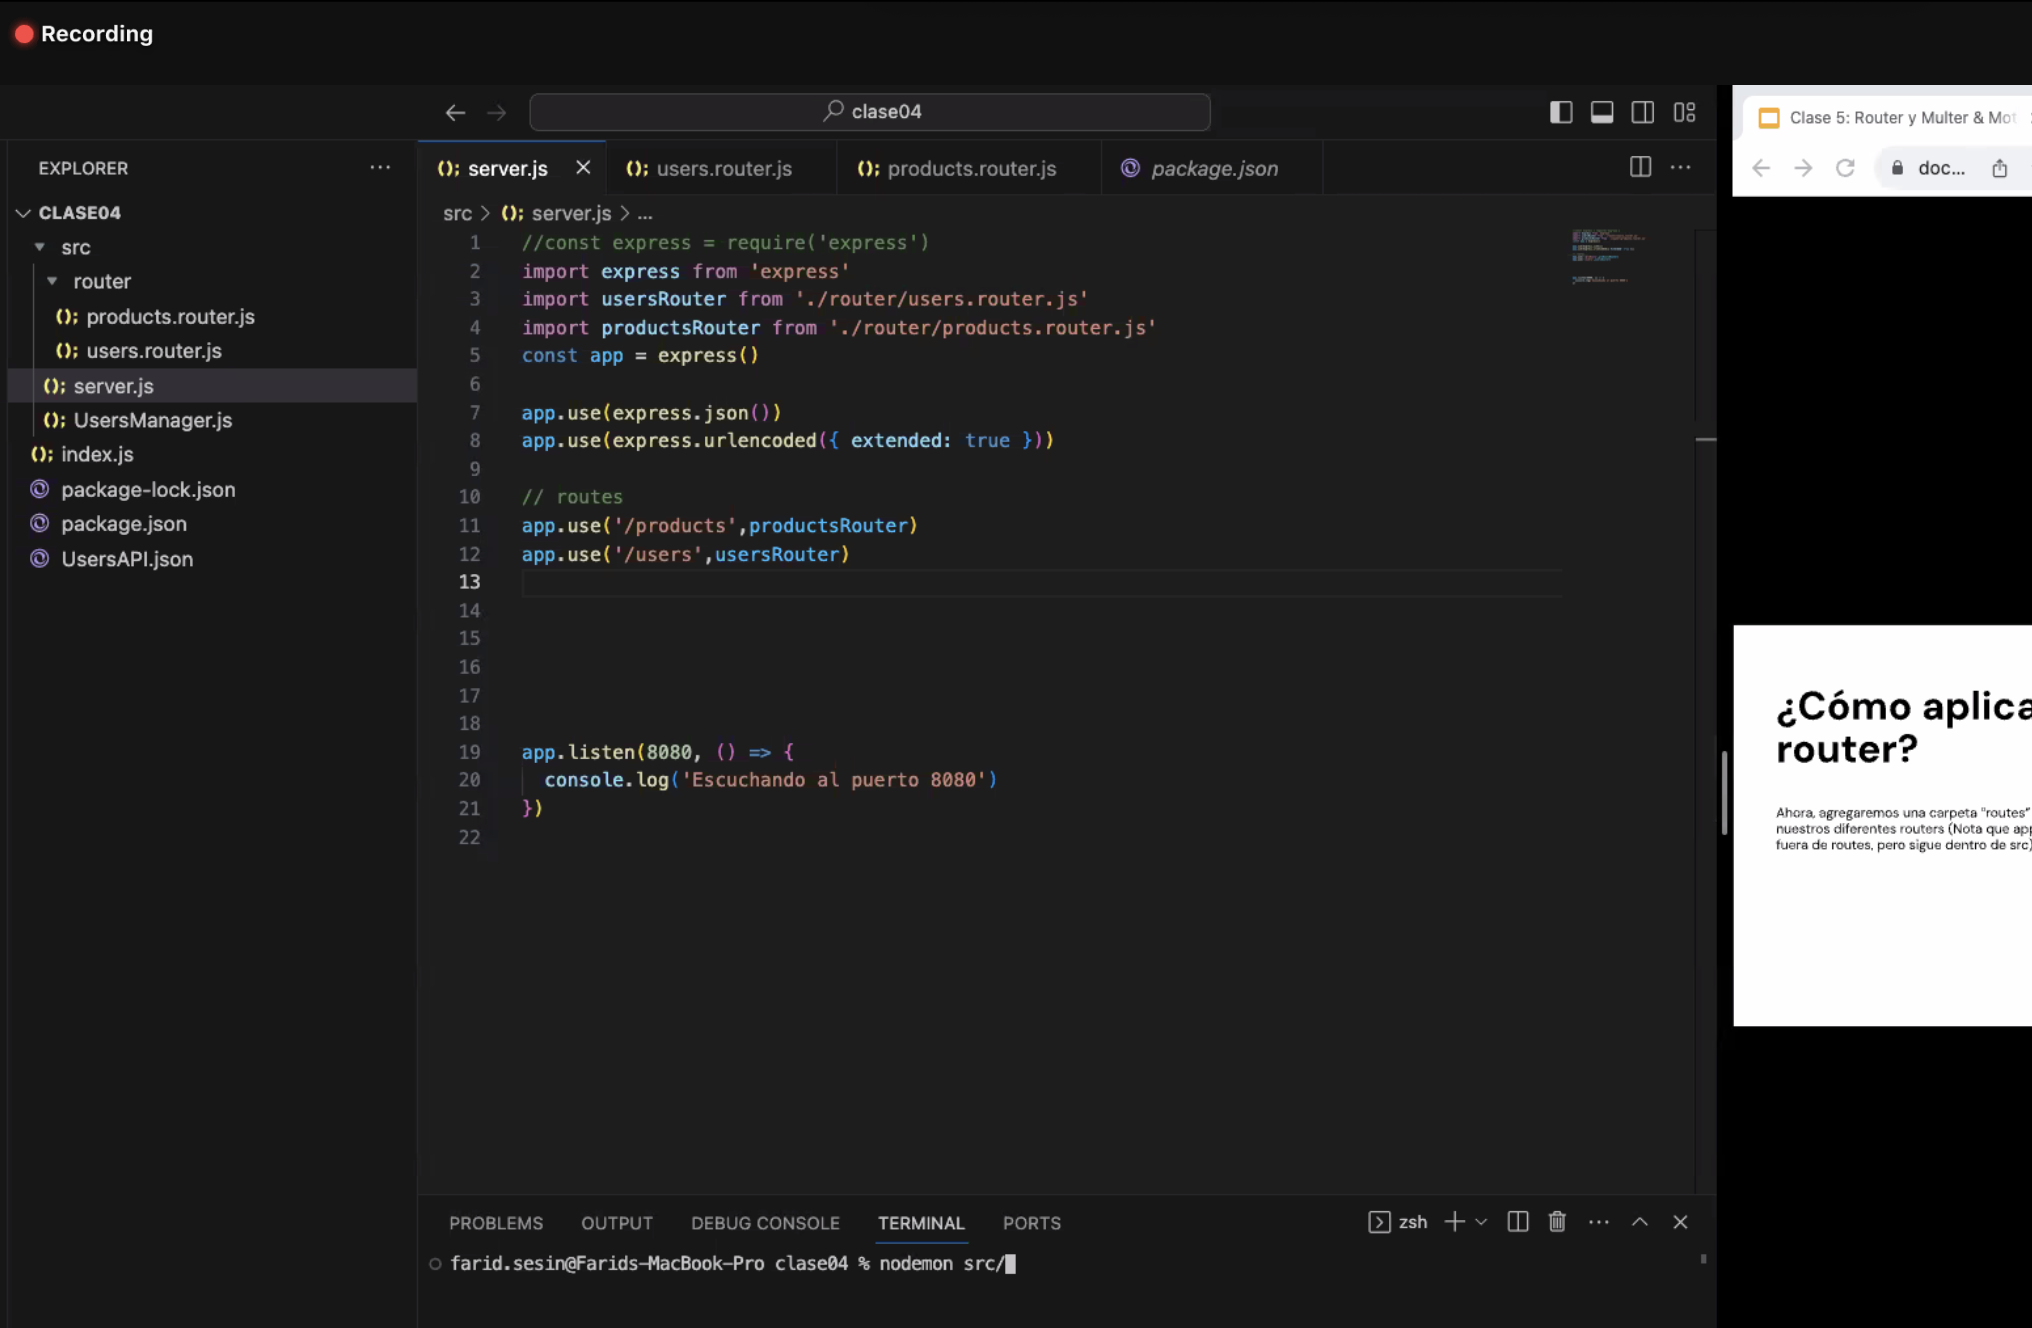 Recording
clase04
EXPLORER
CLASE04
src
router
products.router.js
users.router.js
server.js
UsersManager.js
index.js
package-lock.json
package.json
UsersAPI.json
server.js
users.router.js
products.router.js
package.json
src > server.js > ...
1 //const express = require('express')
2 import express from 'express'
3 import usersRouter from './router/users.router.js'
4 import productsRouter from './router/products.router.js'
5 const app = express()
6
7 app.use(express.json())
8 app.use(express.urlencoded({ extended: true }))
9
10 // routes
11 app.use('/products',productsRouter)
12 app.use('/users',usersRouter)
13
14
15
16
17
18
19 app.listen(8080, () => {
20 console.log('Escuchando al puerto 8080')
21 })
22
PROBLEMS OUTPUT DEBUG CONSOLE TERMINAL PORTS
zsh
farid.sesin@Farids-MacBook-Pro clase04 % nodemon src/
Clase 5: Router y Multer & Mot
doc...
¿Cómo aplica
router?
Ahora, agregaremos una carpeta "routes"
nuestros diferentes routers (Nota que app
fuera de routes, pero sigue dentro de src)